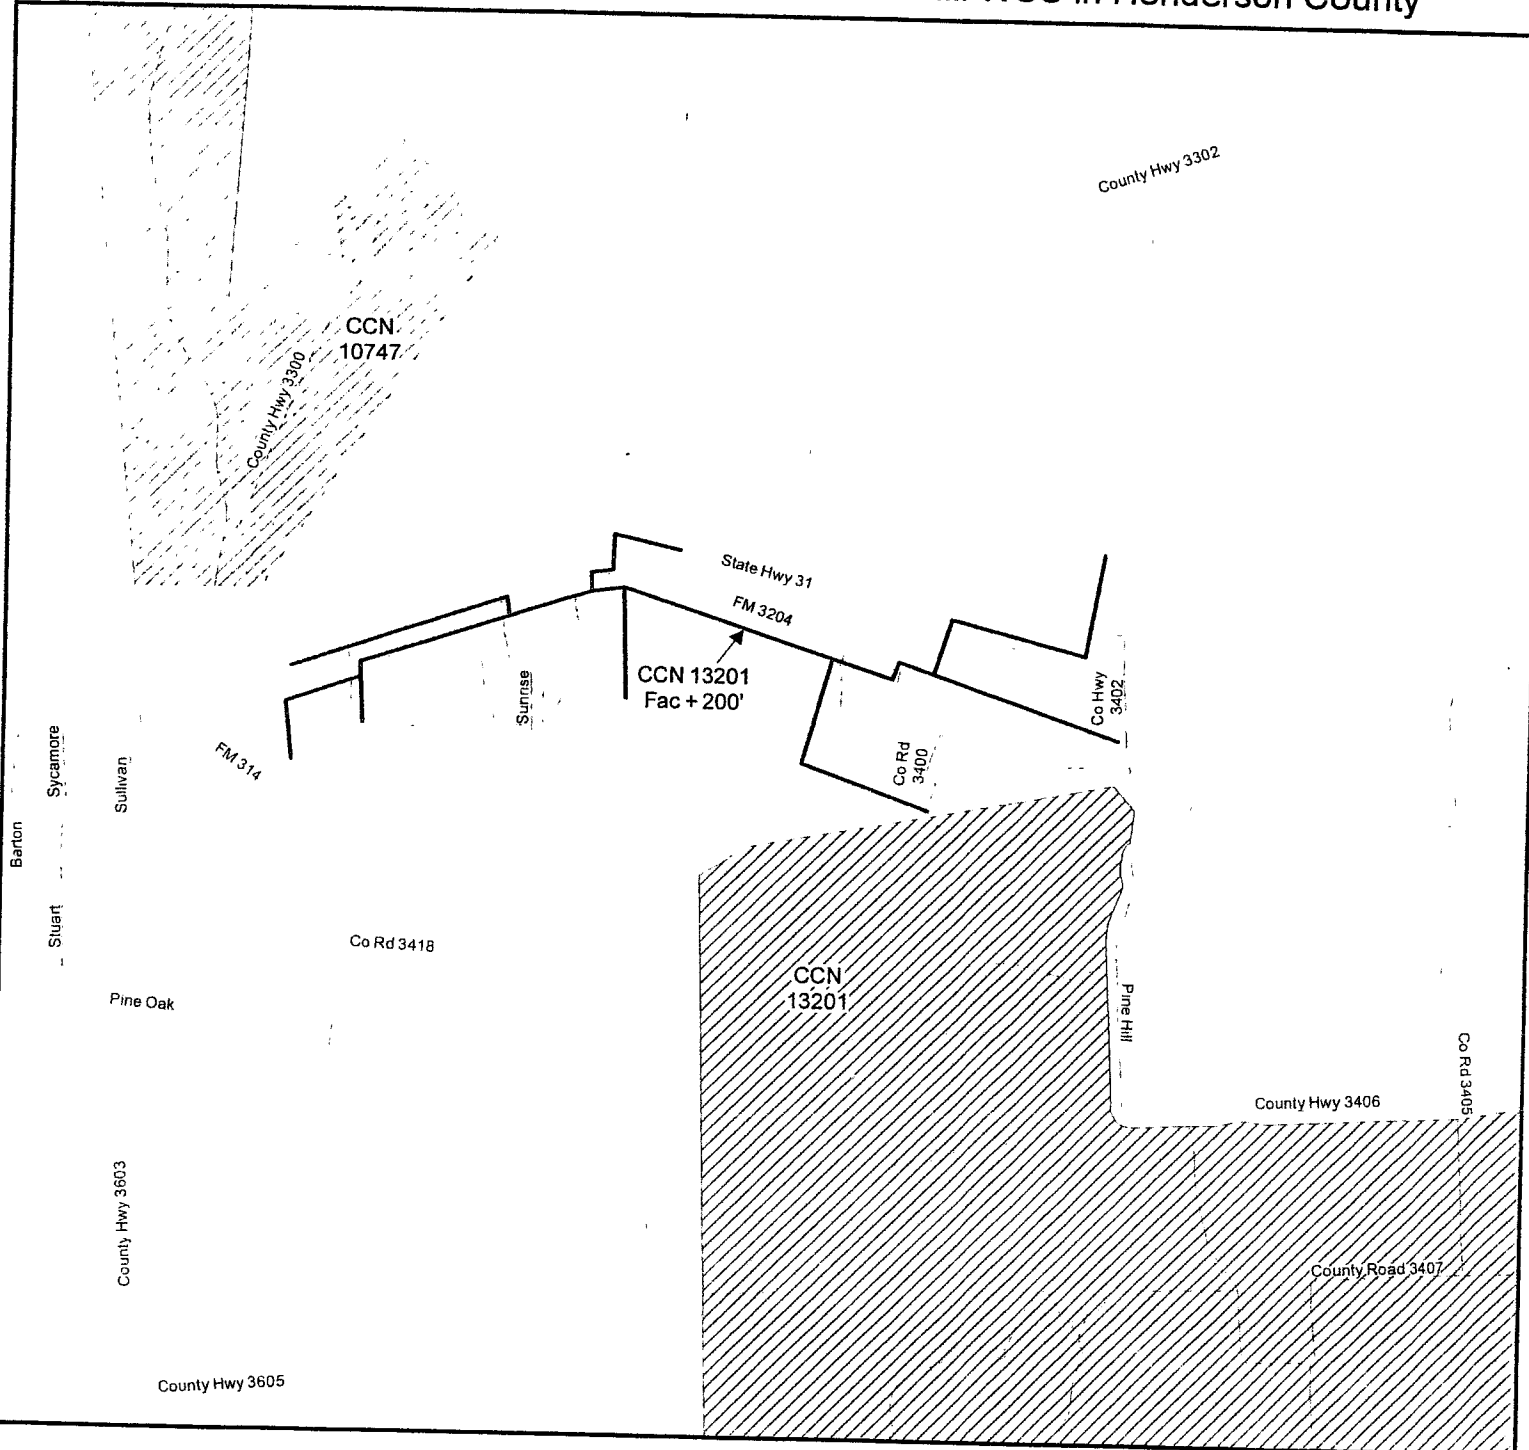 in Henderson County
County Hwy 3302
CCN
10747
County Hwy 3300
State Hwy 31
FM 3204
CCN 13201
Fac + 200'
Sunrise
Co Hwy
3402
Co Rd
3400
FM 314
Sycamore
Sullivan
Barton
Stuart
Co Rd 3418
Pine Oak
CCN
13201
Pine Hill
Co Rd 3405
County Hwy 3406
County Hwy 3603
County Road 3407
County Hwy 3605